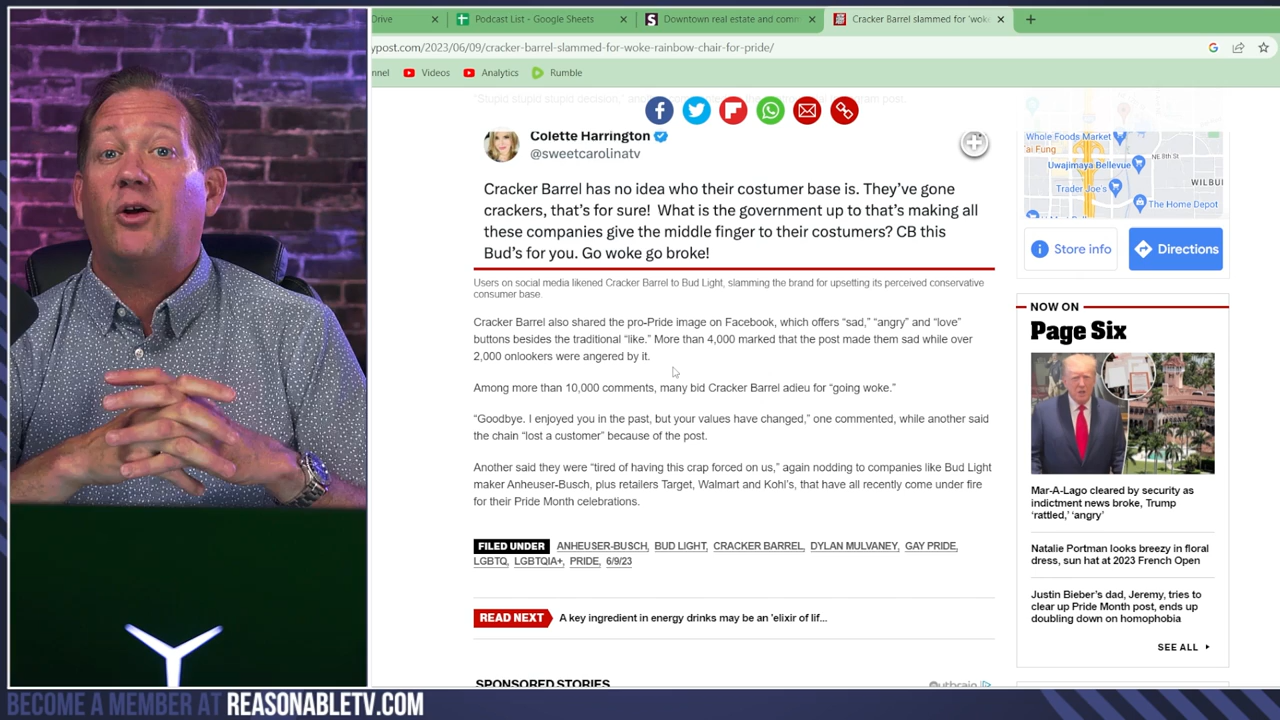 Drive
Podcast List - Google Sheets
Downtown real estate and comm
Cracker Barrel slammed for 'wok
ypost.com/2023/06/09/cracker-barrel-slammed-for-woke-rainbow-chair-for-pride/
nnel Videos Analytics Rumble
"Stupid stupid stupid decision,"
Colette Harrington
@sweetcarolinatv
Cracker Barrel has no idea who their costumer base is. They've gone
crackers, that's for sure! What is the government up to that's making all
these companies give the middle finger to their costumers? CB this
Bud's for you. Go woke go broke!
Users on social media likened Cracker Barrel to Bud Light, slamming the brand for upsetting its perceived conservative
consumer base.
Cracker Barrel also shared the pro-Pride image on Facebook, which offers “sad,” “angry” and “love”
buttons besides the traditional “like.” More than 4,000 marked that the post made them sad while over
2,000 onlookers were angered by it.
Among more than 10,000 comments, many bid Cracker Barrel adieu for “going woke.”
“Goodbye. I enjoyed you in the past, but your values have changed,” one commented, while another said
the chain “lost a customer” because of the post.
Another said they were “tired of having this crap forced on us,” again nodding to companies like Bud Light
maker Anheuser-Busch, plus retailers Target, Walmart and Kohl’s, that have all recently come under fire
for their Pride Month celebrations.
FILED UNDER ANHEUSER-BUSCH, BUD LIGHT, CRACKER BARREL, DYLAN MULVANEY, GAY PRIDE,
LGBTQ, LGBTQIA+, PRIDE, 6/9/23
READ NEXT A key ingredient in energy drinks may be an 'elixir of lif...
SPONSORED STORIES
Whole Foods Market
Tai Fung
Uwajimaya Bellevue
NE 8th St
Trader Joe's
WILBU
The Home Depot
Store info
Directions
NOW ON
Page Six
Mar-A-Lago cleared by security as
indictment news broke, Trump
‘rattled,’ ‘angry’
Natalie Portman looks breezy in floral
dress, sun hat at 2023 French Open
Justin Bieber's dad, Jeremy, tries to
clear up Pride Month post, ends up
doubling down on homophobia
SEE ALL
BECOME A MEMBER AT REASONABLETV.COM